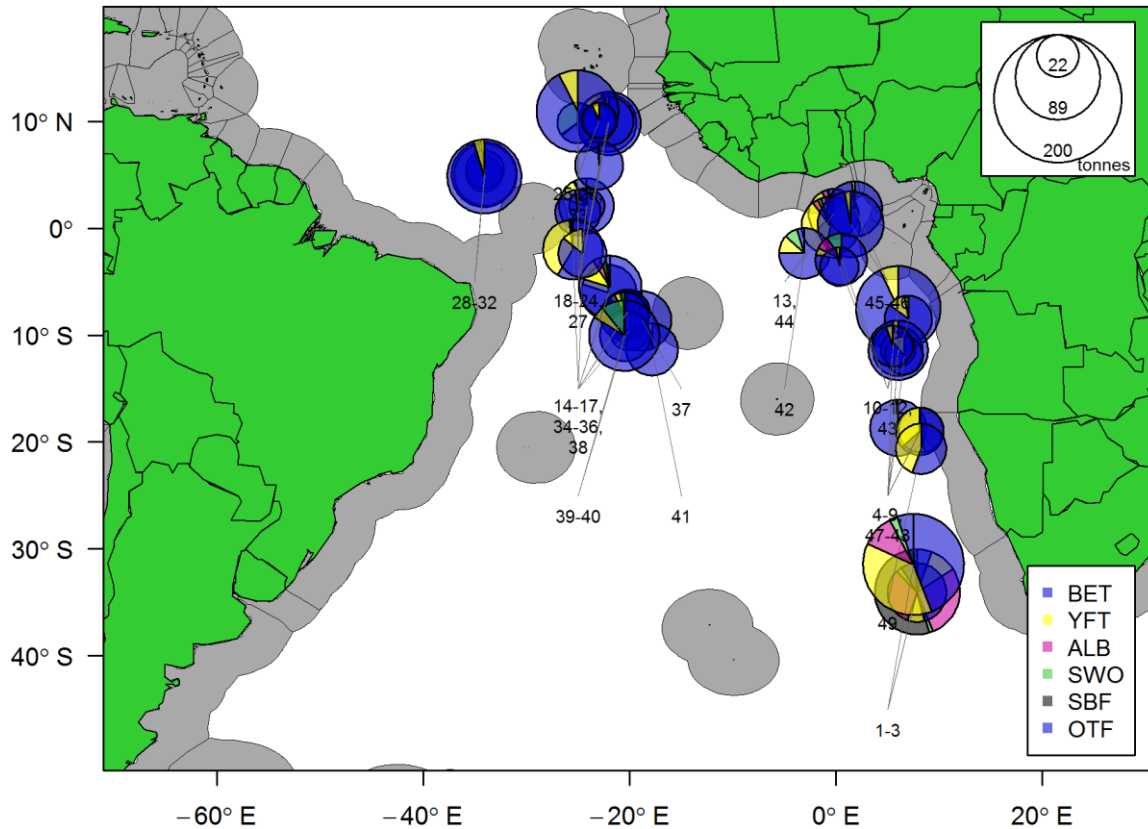 22
89
200
tonnes
10° N
0°
10° S
20° S
30° S
40° S
28-32
18-24,
27
13,
44
45-46
14-17,
34-36,
38
37
42
10-12,
43
39-40
41
4-9,
47-48
49
1-3
BET
YFT
ALB
SWO
SBF
OTF
−60° E
−40° E
−20° E
0° E
20° E